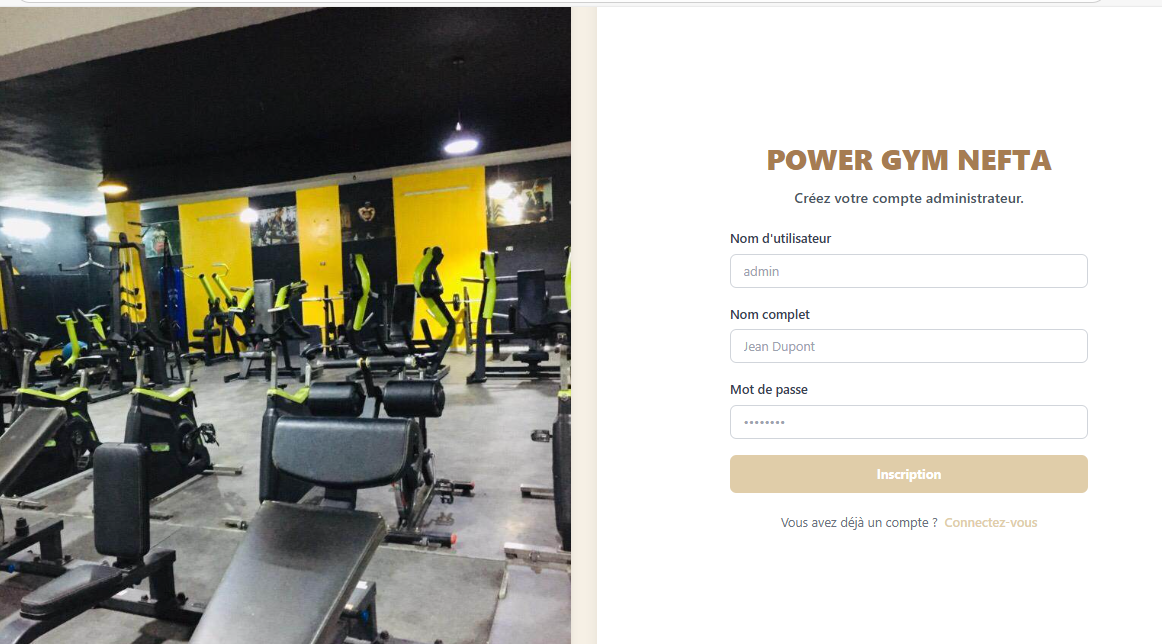 POWER GYM NEFTA
Créez votre compte administrateur.
Nom d'utilisateur
admin
Nom complet
Jean Dupont
Mot de passe
••••••••
Inscription
Vous avez déjà un compte ? Connectez-vous